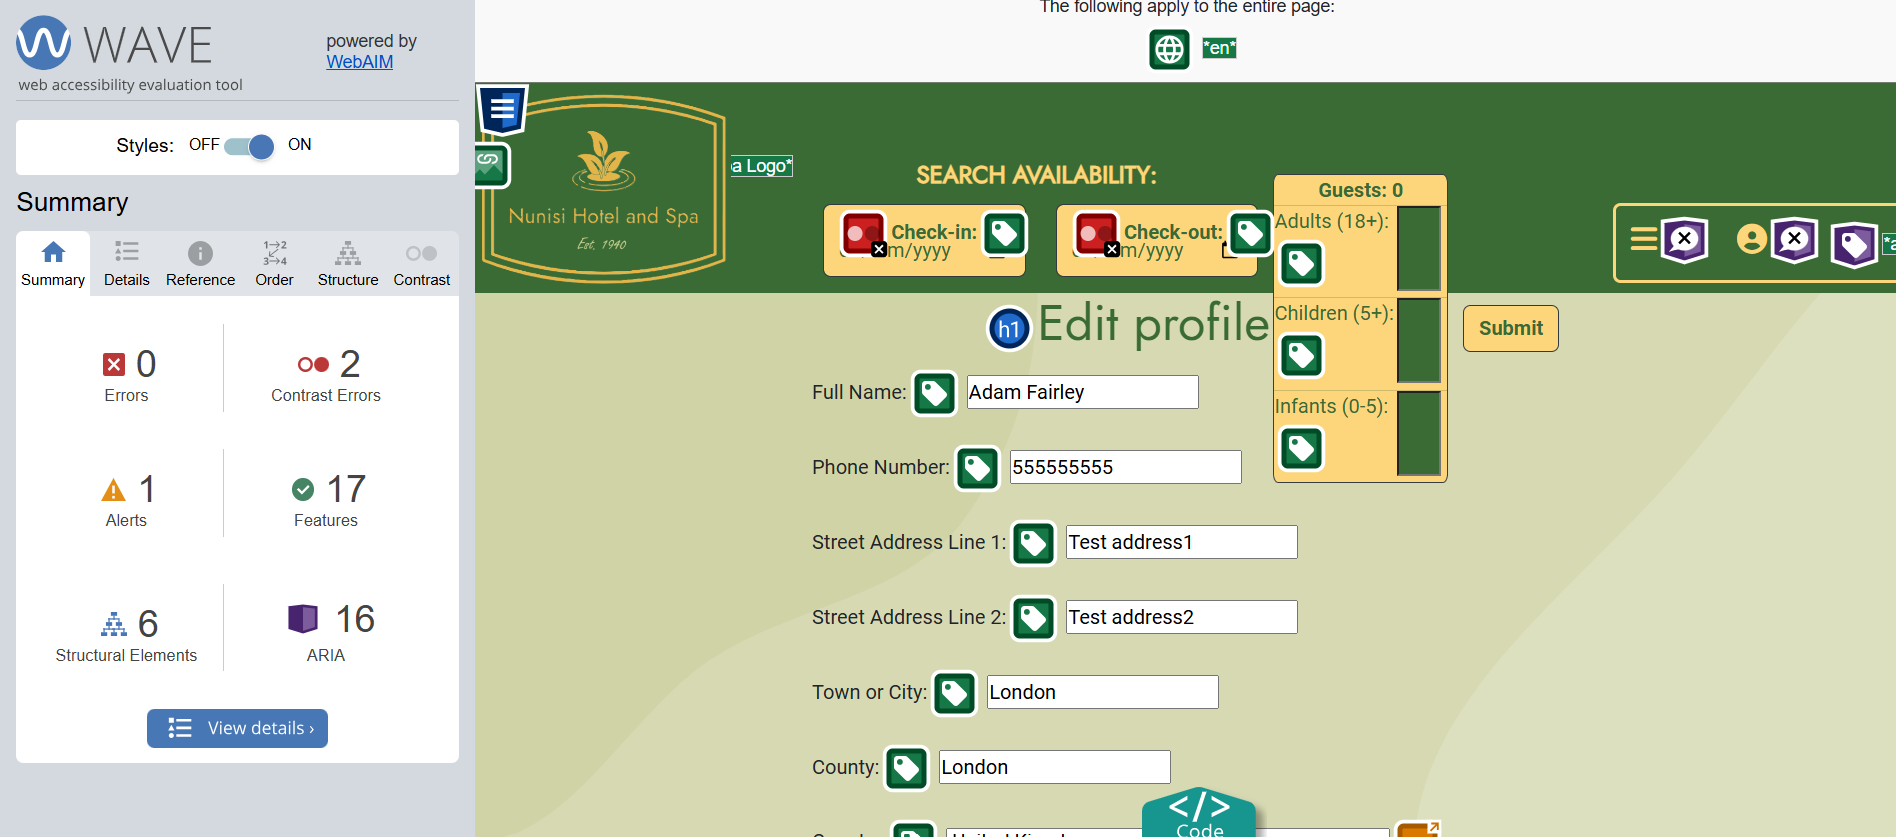 WAVE
powered by
WebAIM
web accessibility evaluation tool
Styles: OFF ON
Summary
Summary Details Reference Order Structure Contrast
1→2
3→4
0
Errors
2
Contrast Errors
1
Alerts
17
Features
6
Structural Elements
16
ARIA
View details ›
The following apply to the entire page:
*en*
Nunisi Hotel and Spa
Est. 1940
a Logo*
SEARCH AVAILABILITY:
Check-in:
m/yyyy
Check-out:
m/yyyy
Guests: 0
Adults (18+):
Children (5+):
Infants (0-5):
Submit
h1 Edit profile
Full Name: Adam Fairley
Phone Number: 555555555
Street Address Line 1: Test address1
Street Address Line 2: Test address2
Town or City: London
County: London
</>
Code